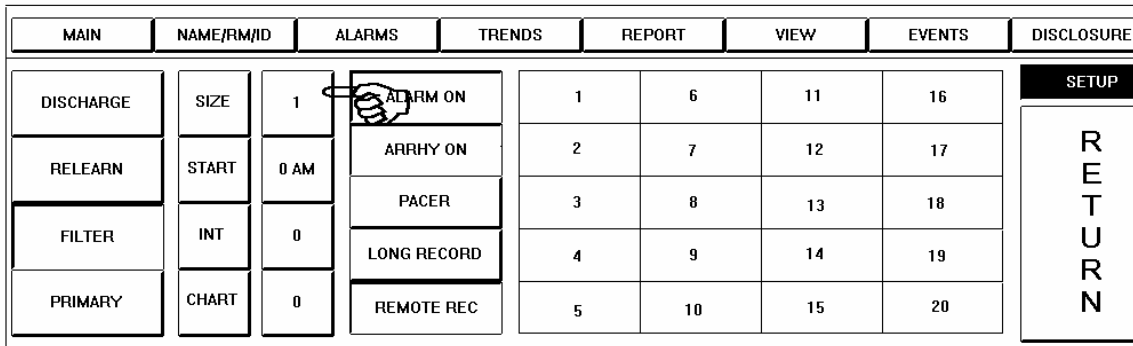 MAIN NAME/RM/ID ALARMS TRENDS REPORT VIEW EVENTS DISCLOSURE
SETUP
DISCHARGE SIZE 1 ALARM ON 1 6 11 16
RELEARN START 0 AM ARRHY ON 2 7 12 17
PACER 3 8 13 18
FILTER INT 0 LONG RECORD 4 9 14 19
PRIMARY CHART 0 REMOTE REC 5 10 15 20
RETURN